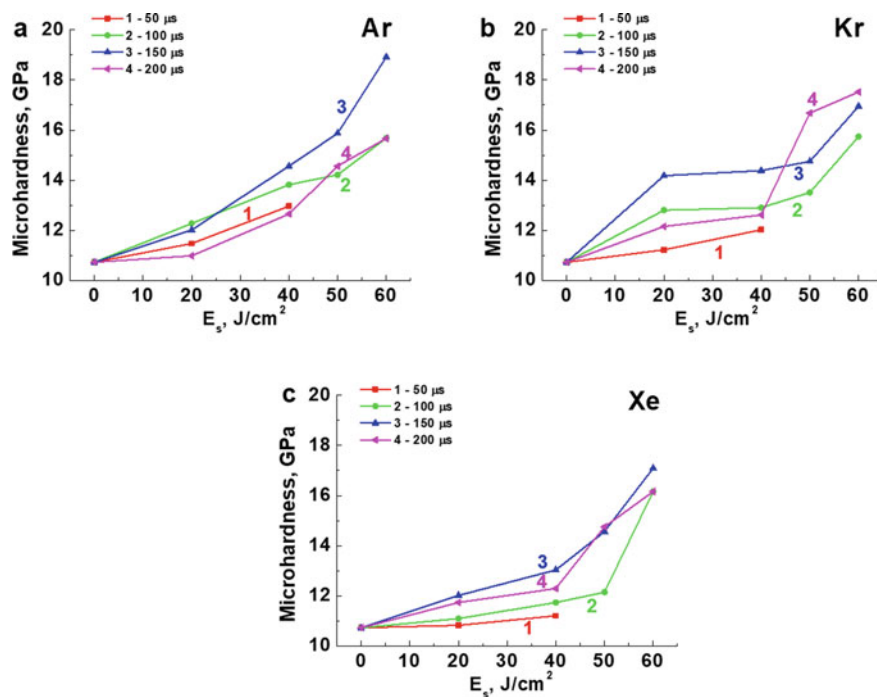 a
1 - 50 μs
2 - 100 μs
3 - 150 μs
4 - 200 μs
Ar
Microhardness, GPa
20
18
16
14
12
10
3
4
1
2
0 10 20 30 40 50 60
Es, J/cm²
b
1 - 50 μs
2 - 100 μs
3 - 150 μs
4 - 200 μs
Kr
Microhardness, GPa
20
18
16
14
12
10
4
3
2
1
0 10 20 30 40 50 60
Es, J/cm²
c
1 - 50 μs
2 - 100 μs
3 - 150 μs
4 - 200 μs
Xe
Microhardness, GPa
20
18
16
14
12
10
3
4
2
1
0 10 20 30 40 50 60
Es, J/cm²